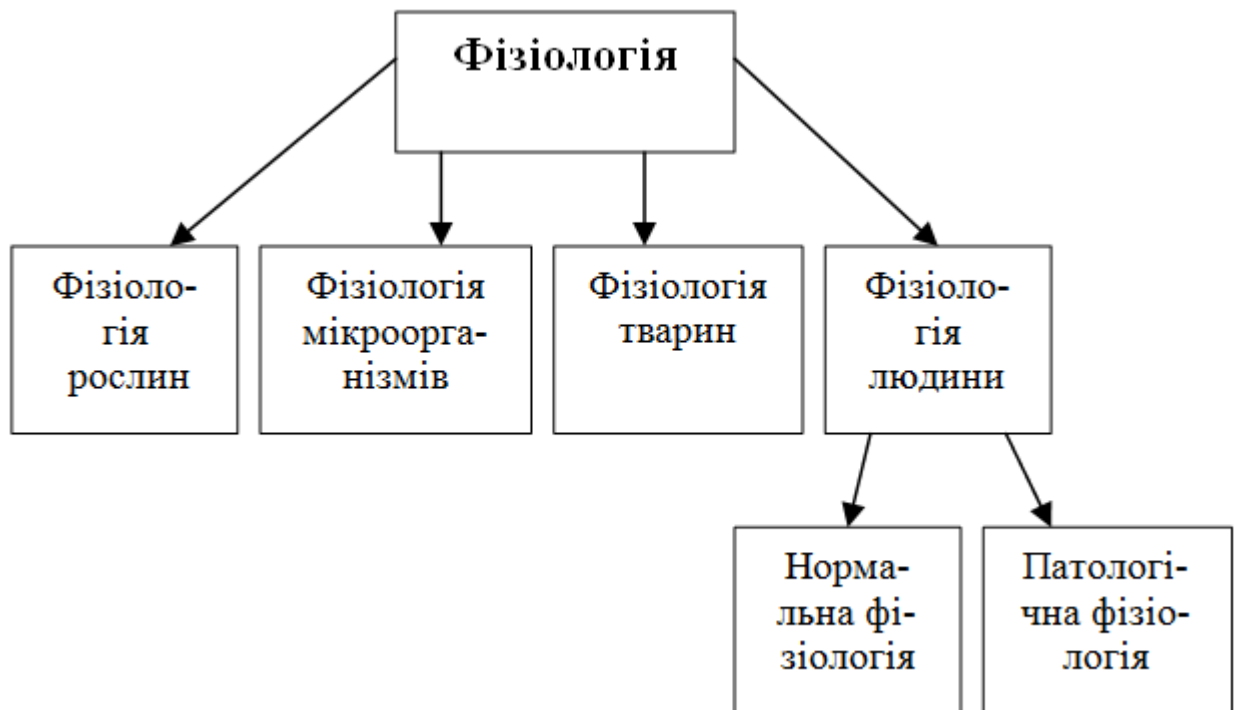 Фізіологія
Фізіоло-
гія
рослин
Фізіологія
мікроорга-
нізмів
Фізіологія
тварин
Фізіоло-
гія
людини
Норма-
льна фі-
зіологія
Патологі-
чна фізіо-
логія